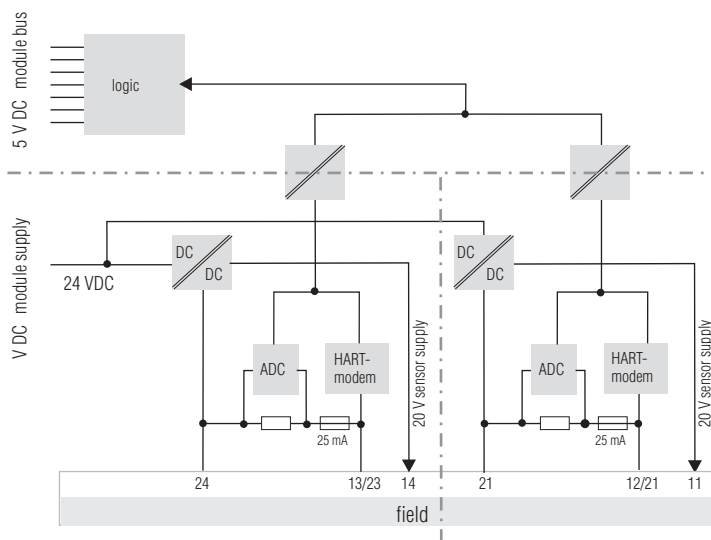 5 V DC module bus
logic
V DC module supply
24 VDC
DC
DC
20 V sensor supply
ADC
HART-
modem
25 mA
DC
DC
20 V sensor supply
ADC
HART-
modem
25 mA
24
13/23
14
21
12/21
11
field